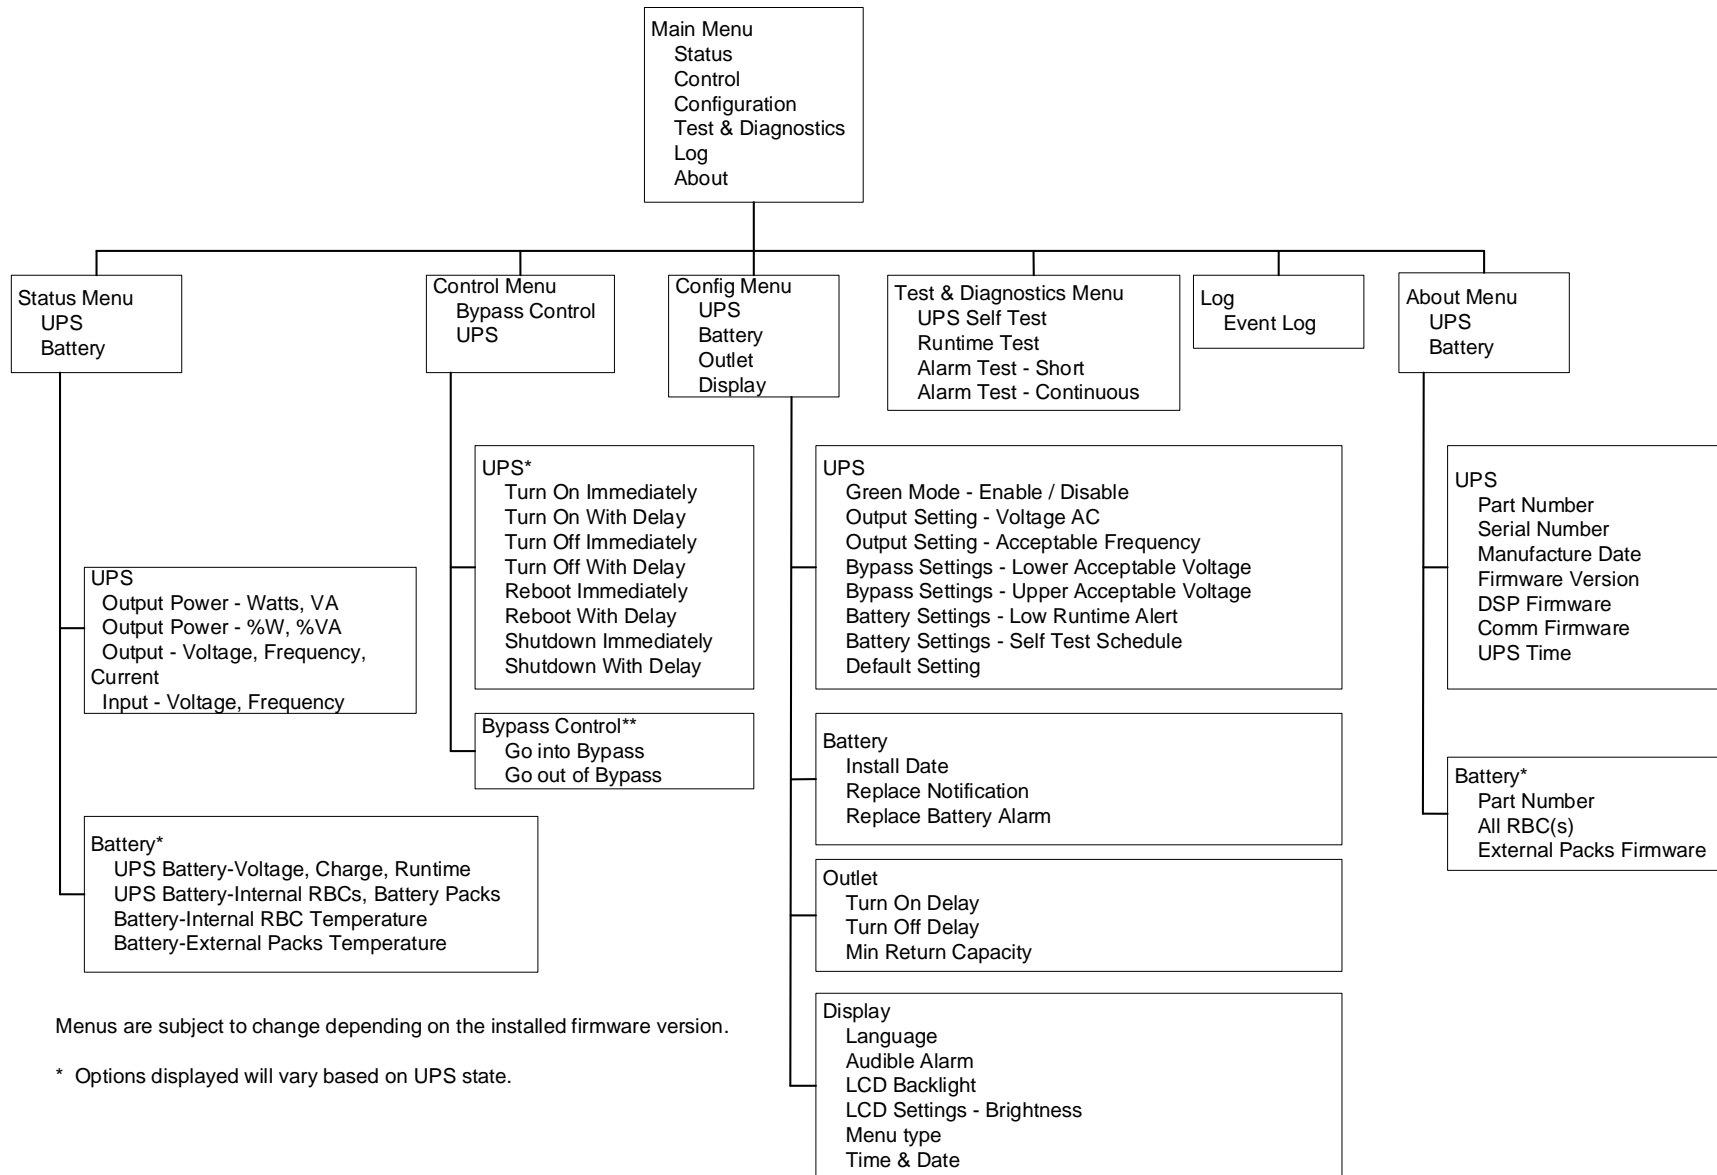 Main Menu
Status
Control
Configuration
Test & Diagnostics
Log
About
Status Menu
UPS
Battery
Control Menu
Bypass Control
UPS
Config Menu
UPS
Battery
Outlet
Display
Test & Diagnostics Menu
UPS Self Test
Runtime Test
Alarm Test - Short
Alarm Test - Continuous
Log
Event Log
About Menu
UPS
Battery
UPS
Output Power - Watts, VA
Output Power - %W, %VA
Output - Voltage, Frequency,
Current
Input - Voltage, Frequency
Battery*
UPS Battery-Voltage, Charge, Runtime
UPS Battery-Internal RBCs, Battery Packs
Battery-Internal RBC Temperature
Battery-External Packs Temperature
UPS*
Turn On Immediately
Turn On With Delay
Turn Off Immediately
Turn Off With Delay
Reboot Immediately
Reboot With Delay
Shutdown Immediately
Shutdown With Delay
Bypass Control**
Go into Bypass
Go out of Bypass
UPS
Green Mode - Enable / Disable
Output Setting - Voltage AC
Output Setting - Acceptable Frequency
Bypass Settings - Lower Acceptable Voltage
Bypass Settings - Upper Acceptable Voltage
Battery Settings - Low Runtime Alert
Battery Settings - Self Test Schedule
Default Setting
Battery
Install Date
Replace Notification
Replace Battery Alarm
Outlet
Turn On Delay
Turn Off Delay
Min Return Capacity
Display
Language
Audible Alarm
LCD Backlight
LCD Settings - Brightness
Menu type
Time & Date
UPS
Part Number
Serial Number
Manufacture Date
Firmware Version
DSP Firmware
Comm Firmware
UPS Time
Battery*
Part Number
All RBC(s)
External Packs Firmware
Menus are subject to change depending on the installed firmware version.
* Options displayed will vary based on UPS state.